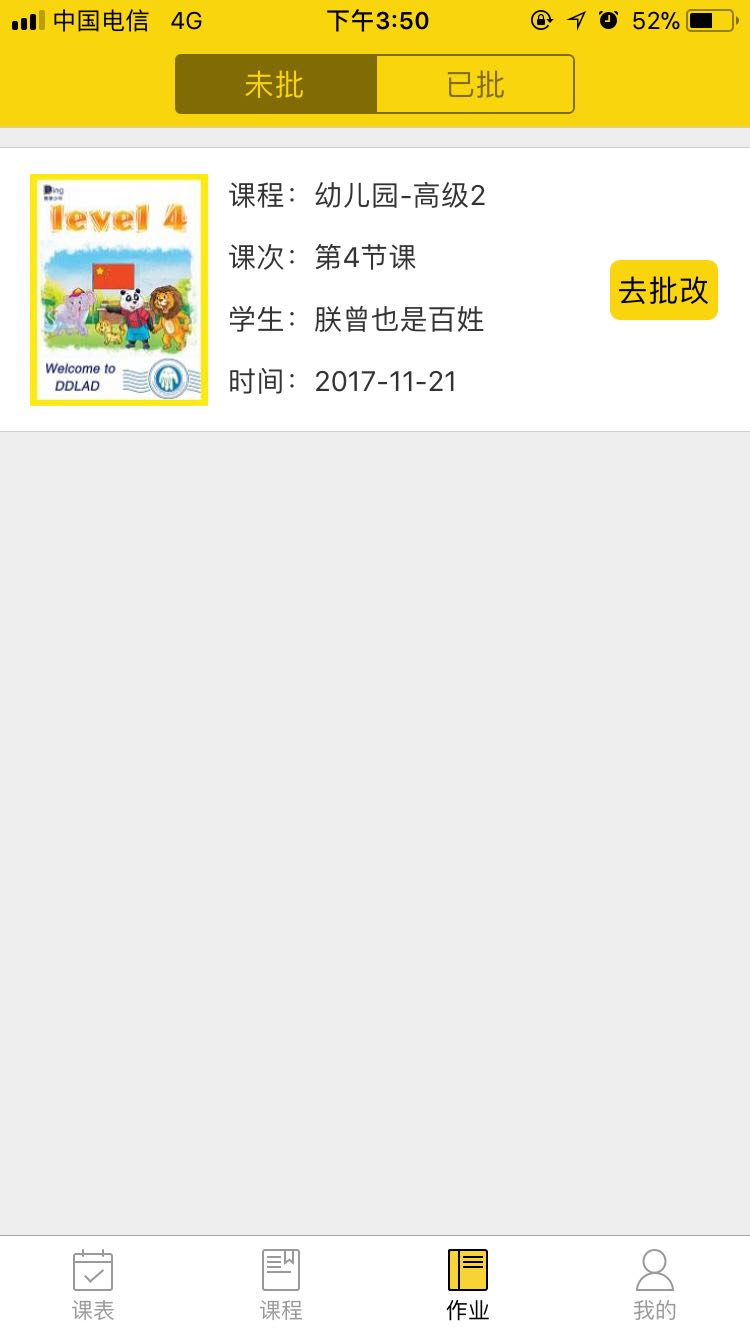 中国电信 4G 下午3:50 52%
未批 已批
课程：幼儿园-高级2
课次：第4节课
学生：朕曾也是百姓
时间：2017-11-21
去批改
level 4
Welcome to
DDLAD
课表 课程 作业 我的